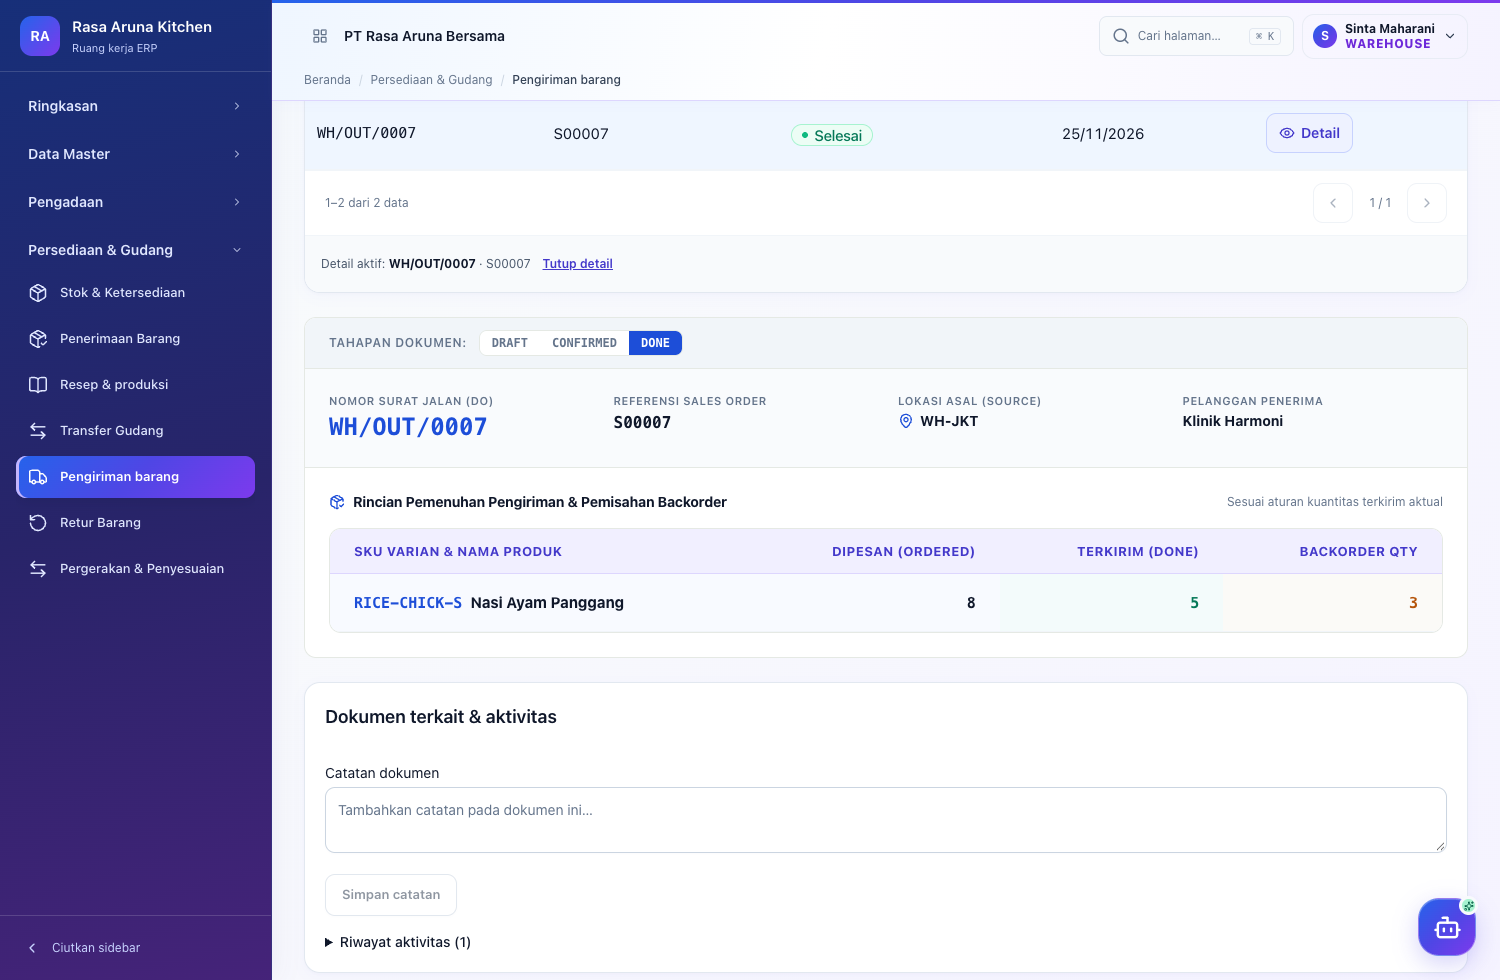 RA
Rasa Aruna Kitchen
Ruang kerja ERP
Ringkasan
Data Master
Pengadaan
Persediaan & Gudang
Stok & Ketersediaan
Penerimaan Barang
Resep & produksi
Transfer Gudang
Pengiriman barang
Retur Barang
Pergerakan & Penyesuaian
Ciutkan sidebar
PT Rasa Aruna Bersama
Cari halaman...
⌘ K
S
Sinta Maharani
WAREHOUSE
Beranda / Persediaan & Gudang / Pengiriman barang
WH/OUT/0007 S00007 Selesai 25/11/2026 Detail
1–2 dari 2 data
1 / 1
Detail aktif: WH/OUT/0007 · S00007 Tutup detail
TAHAPAN DOKUMEN: DRAFT CONFIRMED DONE
NOMOR SURAT JALAN (DO) REFERENSI SALES ORDER LOKASI ASAL (SOURCE) PELANGGAN PENERIMA
WH/OUT/0007 S00007 WH-JKT Klinik Harmoni
Rincian Pemenuhan Pengiriman & Pemisahan Backorder
Sesuai aturan kuantitas terkirim aktual
SKU VARIAN & NAMA PRODUK DIPESAN (ORDERED) TERKIRIM (DONE) BACKORDER QTY
RICE-CHICK-S Nasi Ayam Panggang 8 5 3
Dokumen terkait & aktivitas
Catatan dokumen
Tambahkan catatan pada dokumen ini...
Simpan catatan
Riwayat aktivitas (1)